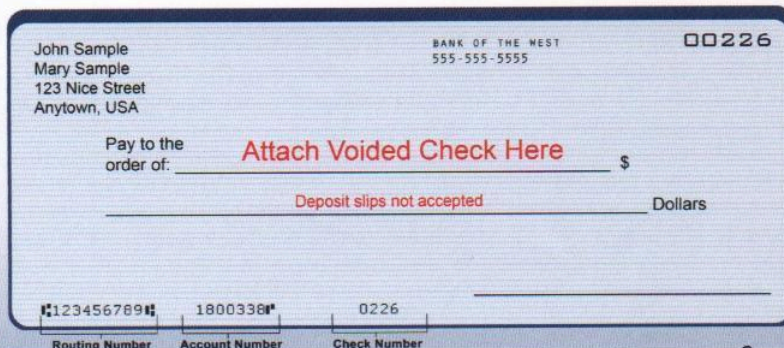 John Sample
Mary Sample
123 Nice Street
Anytown, USA
BANK OF THE WEST
555-555-5555
00226
Pay to the
order of:
Attach Voided Check Here
$
Deposit slips not accepted
Dollars
⑆123456789⑆ 1800338⑈ 0226
Routing Number Account Number Check Number